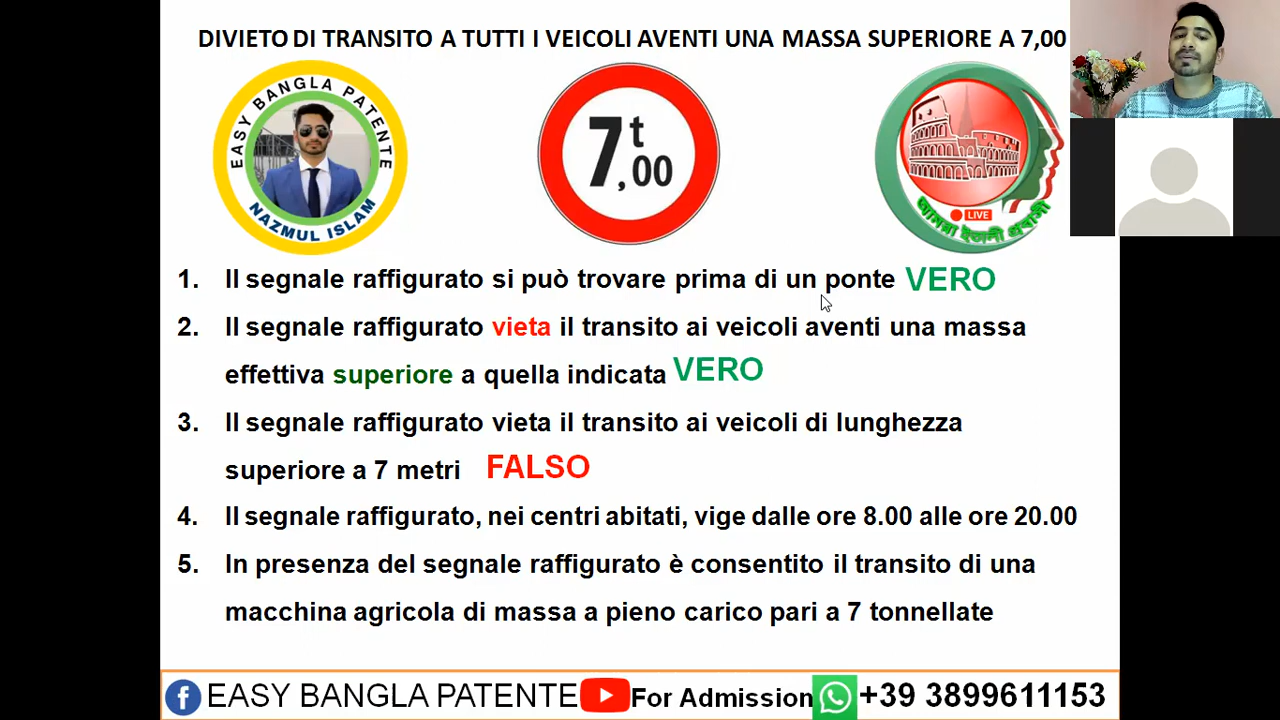 DIVIETO DI TRANSITO A TUTTI I VEICOLI AVENTI UNA MASSA SUPERIORE A 7,00
EASY BANGLA PATENTE
NAZMUL ISLAM
7,00 t
LIVE
আমরা ইতালী প্রবাসী
1. Il segnale raffigurato si può trovare prima di un ponte VERO
2. Il segnale raffigurato vieta il transito ai veicoli aventi una massa
effettiva superiore a quella indicata VERO
3. Il segnale raffigurato vieta il transito ai veicoli di lunghezza
superiore a 7 metri FALSO
4. Il segnale raffigurato, nei centri abitati, vige dalle ore 8.00 alle ore 20.00
5. In presenza del segnale raffigurato è consentito il transito di una
macchina agricola di massa a pieno carico pari a 7 tonnellate
EASY BANGLA PATENTE For Admission +39 3899611153